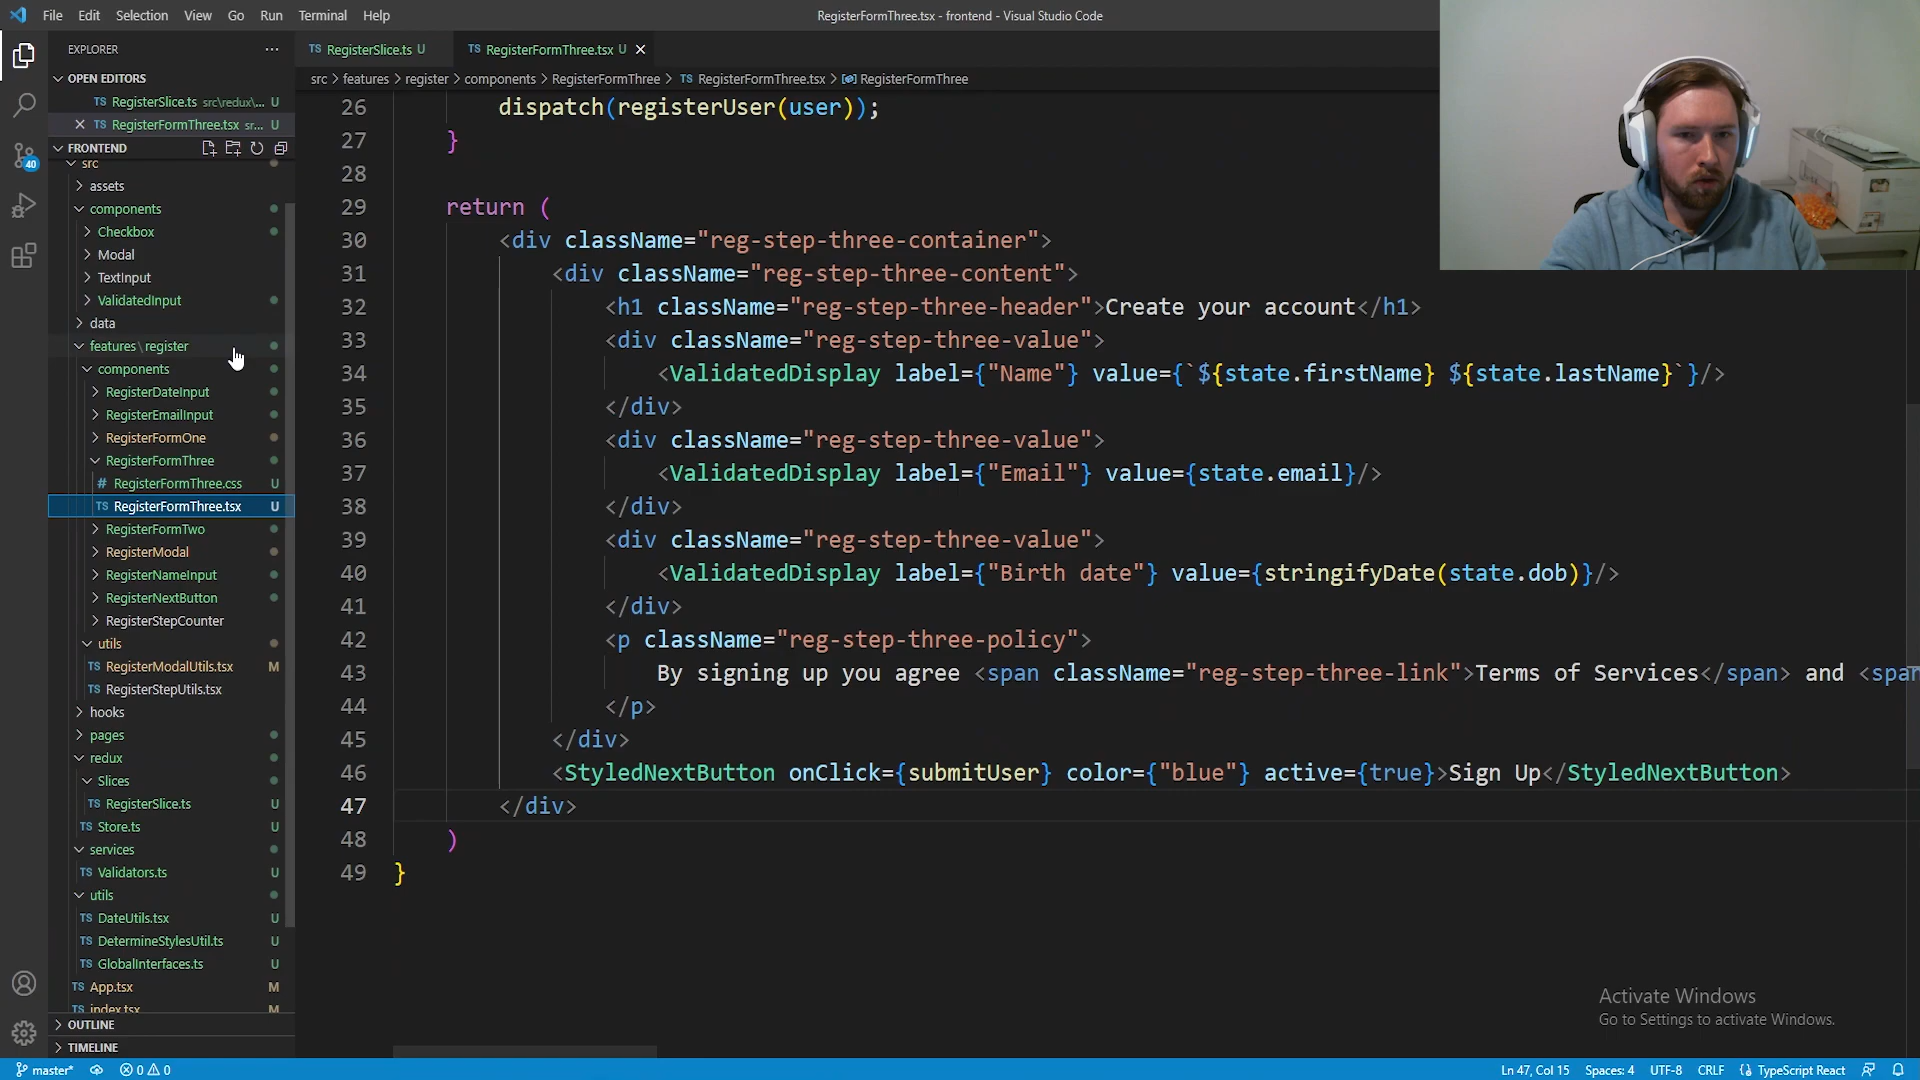 File Edit Selection View Go Run Terminal Help
RegisterFormThree.tsx - frontend - Visual Studio Code
EXPLORER
OPEN EDITORS
TS RegisterSlice.ts src\redux\... U
TS RegisterFormThree.tsx sr... U
FRONTEND
src
assets
components
Checkbox
Modal
TextInput
ValidatedInput
data
features\register
components
RegisterDateInput
RegisterEmailInput
RegisterFormOne
RegisterFormThree
# RegisterFormThree.css U
TS RegisterFormThree.tsx U
RegisterFormTwo
RegisterModal
RegisterNameInput
RegisterNextButton
RegisterStepCounter
utils
TS RegisterModalUtils.tsx M
TS RegisterStepUtils.tsx
hooks
pages
redux
Slices
TS RegisterSlice.ts U
TS Store.ts U
services
TS Validators.ts U
utils
TS DateUtils.tsx U
TS DetermineStylesUtil.ts U
TS GlobalInterfaces.ts U
TS App.tsx M
TS index.tsx M
OUTLINE
TIMELINE
40
TS RegisterSlice.ts U
TS RegisterFormThree.tsx U
src > features > register > components > RegisterFormThree > TS RegisterFormThree.tsx > RegisterFormThree
26 dispatch(registerUser(user));
27 }
28
29 return (
30 <div className="reg-step-three-container">
31 <div className="reg-step-three-content">
32 <h1 className="reg-step-three-header">Create your account</h1>
33 <div className="reg-step-three-value">
34 <ValidatedDisplay label={"Name"} value={`${state.firstName} ${state.lastName}`}/>
35 </div>
36 <div className="reg-step-three-value">
37 <ValidatedDisplay label={"Email"} value={state.email}/>
38 </div>
39 <div className="reg-step-three-value">
40 <ValidatedDisplay label={"Birth date"} value={stringifyDate(state.dob)}/>
41 </div>
42 <p className="reg-step-three-policy">
43 By signing up you agree <span className="reg-step-three-link">Terms of Services</span> and <span
44 </p>
45 </div>
46 <StyledNextButton onClick={submitUser} color={"blue"} active={true}>Sign Up</StyledNextButton>
47 </div>
48 )
49 }
Activate Windows
Go to Settings to activate Windows.
master* 0 0
Ln 47, Col 15 Spaces: 4 UTF-8 CRLF TypeScript React